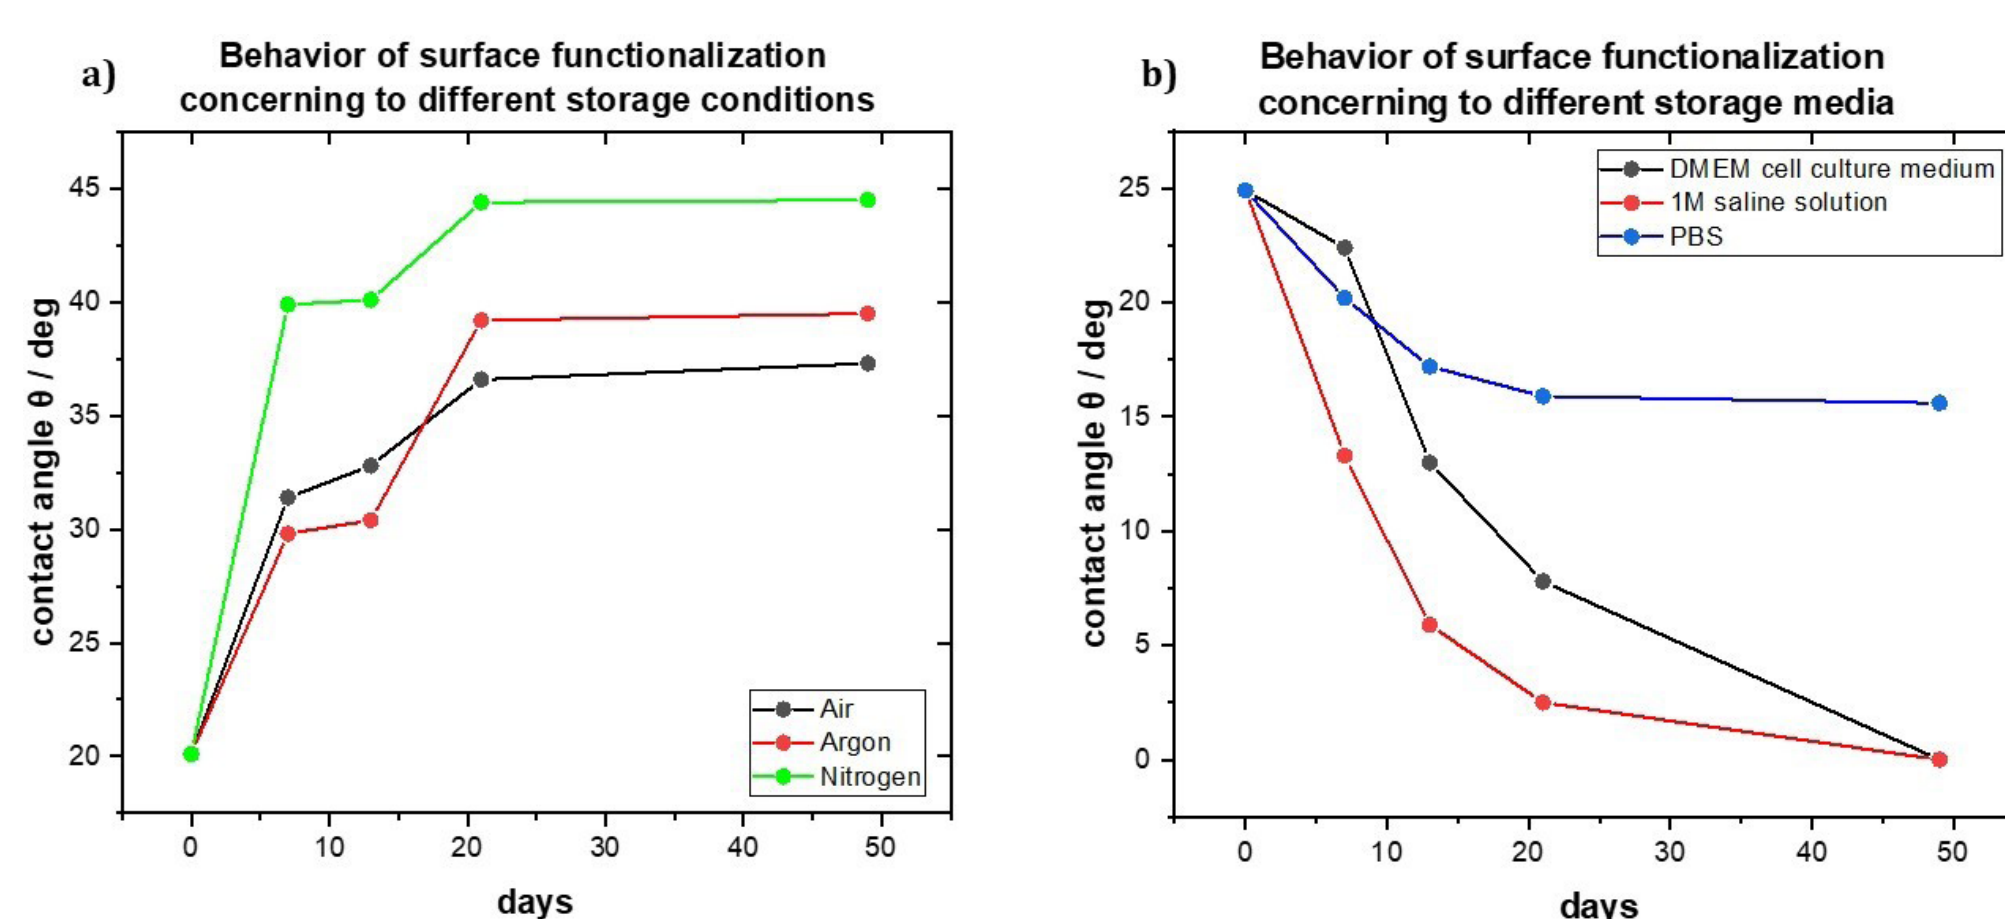 a)
Behavior of surface functionalization
concerning to different storage conditions
contact angle θ / deg
45
40
35
30
25
20
Air
Argon
Nitrogen
0 10 20 30 40 50
days
b)
Behavior of surface functionalization
concerning to different storage media
contact angle θ / deg
25
20
15
10
5
0
DMEM cell culture medium
1M saline solution
PBS
0 10 20 30 40 50
days